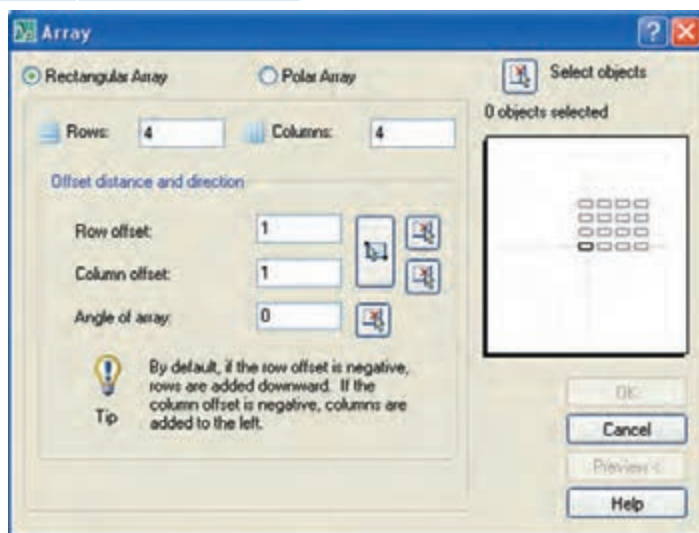 Array
Rectangular Array
Polar Array
Select objects
0 objects selected
Rows:
4
Columns:
4
Offset distance and direction
Row offset:
1
Column offset:
1
Angle of array:
0
Tip
By default, if the row offset is negative,
rows are added downward. If the
column offset is negative, columns are
added to the left.
OK
Cancel
Preview <
Help